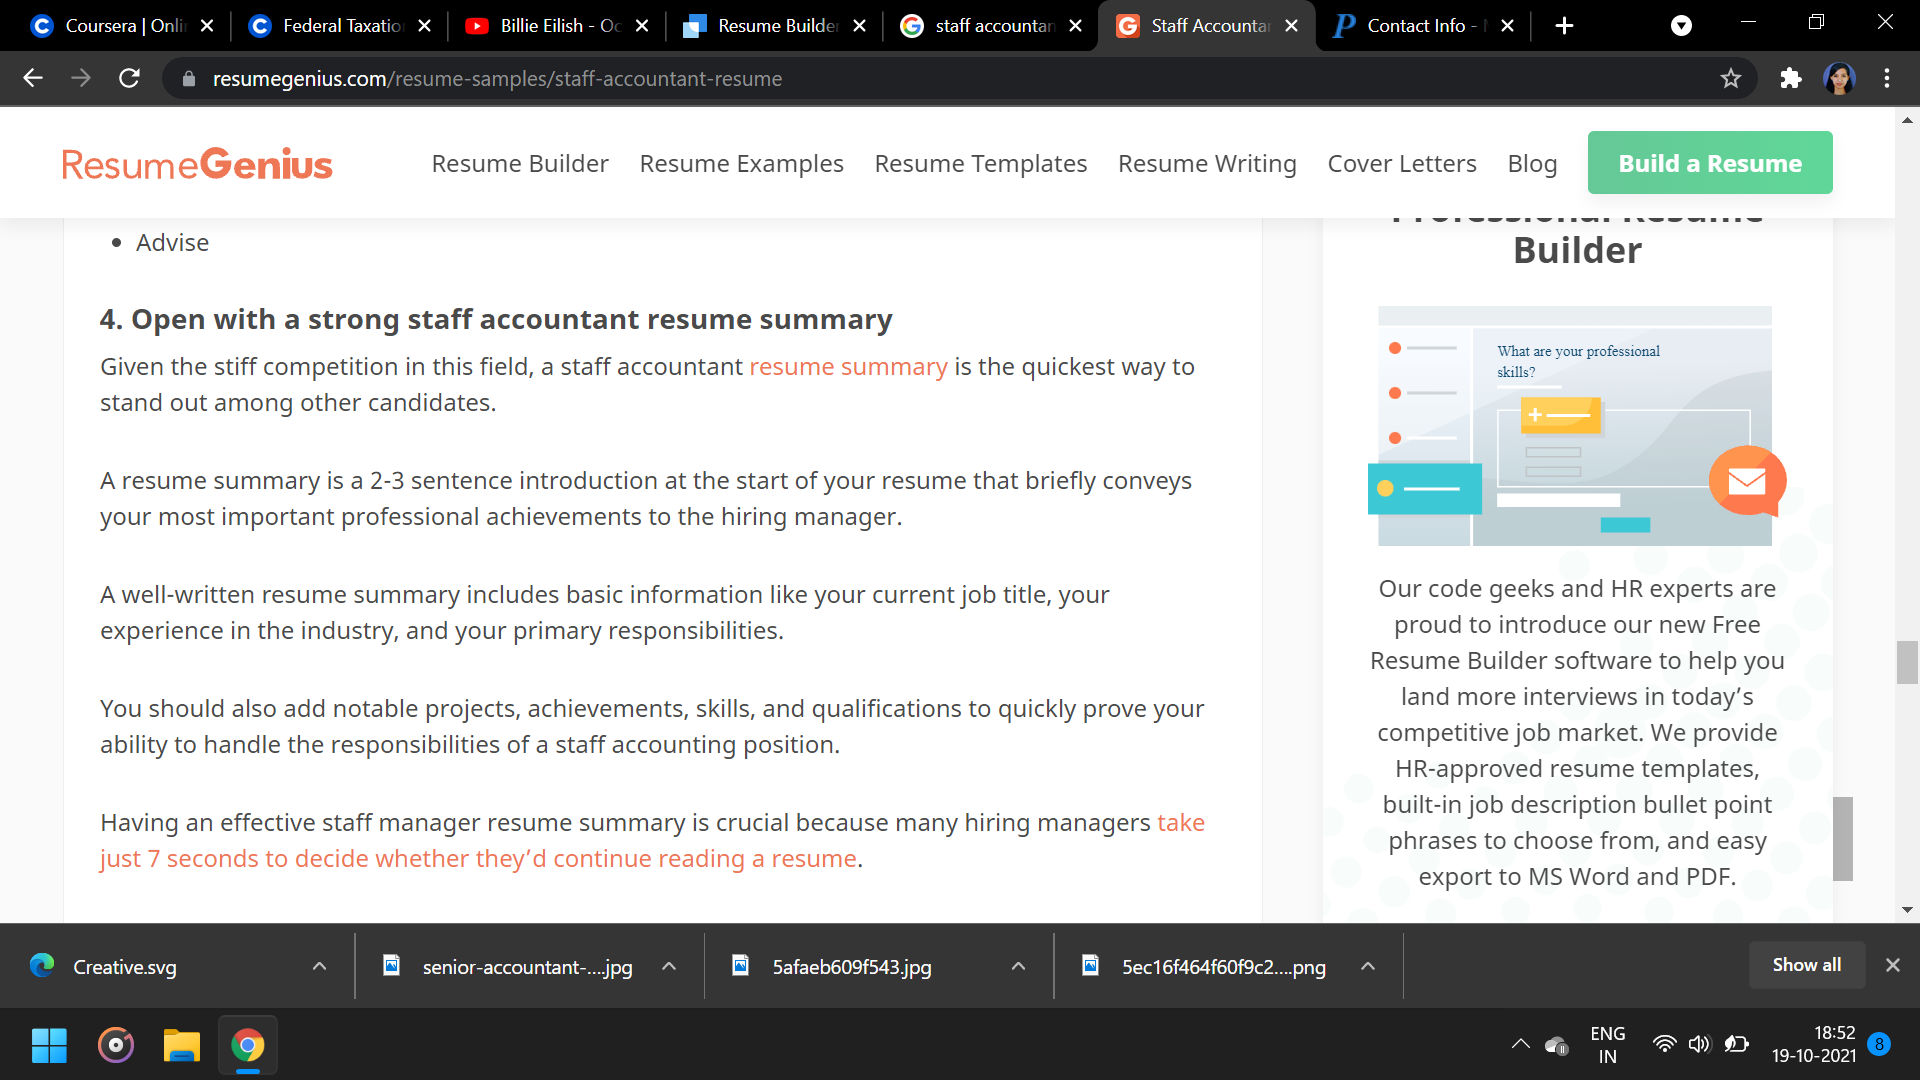 Coursera | Onli
Federal Taxatio
Billie Eilish - Oc
Resume Builde
staff accountan
Staff Accounta
Contact Info -
resumegenius.com/resume-samples/staff-accountant-resume
ResumeGenius
Resume Builder
Resume Examples
Resume Templates
Resume Writing
Cover Letters
Blog
Build a Resume
• Advise
4. Open with a strong staff accountant resume summary
Given the stiff competition in this field, a staff accountant resume summary is the quickest way to
stand out among other candidates.
A resume summary is a 2-3 sentence introduction at the start of your resume that briefly conveys
your most important professional achievements to the hiring manager.
A well-written resume summary includes basic information like your current job title, your
experience in the industry, and your primary responsibilities.
You should also add notable projects, achievements, skills, and qualifications to quickly prove your
ability to handle the responsibilities of a staff accounting position.
Having an effective staff manager resume summary is crucial because many hiring managers take
just 7 seconds to decide whether they’d continue reading a resume.
Professional Resume
Builder
What are your professional
skills?
Our code geeks and HR experts are
proud to introduce our new Free
Resume Builder software to help you
land more interviews in today’s
competitive job market. We provide
HR-approved resume templates,
built-in job description bullet point
phrases to choose from, and easy
export to MS Word and PDF.
Creative.svg
senior-accountant-....jpg
5afaeb609f543.jpg
5ec16f464f60f9c2....png
Show all
ENG
IN
18:52
19-10-2021
8